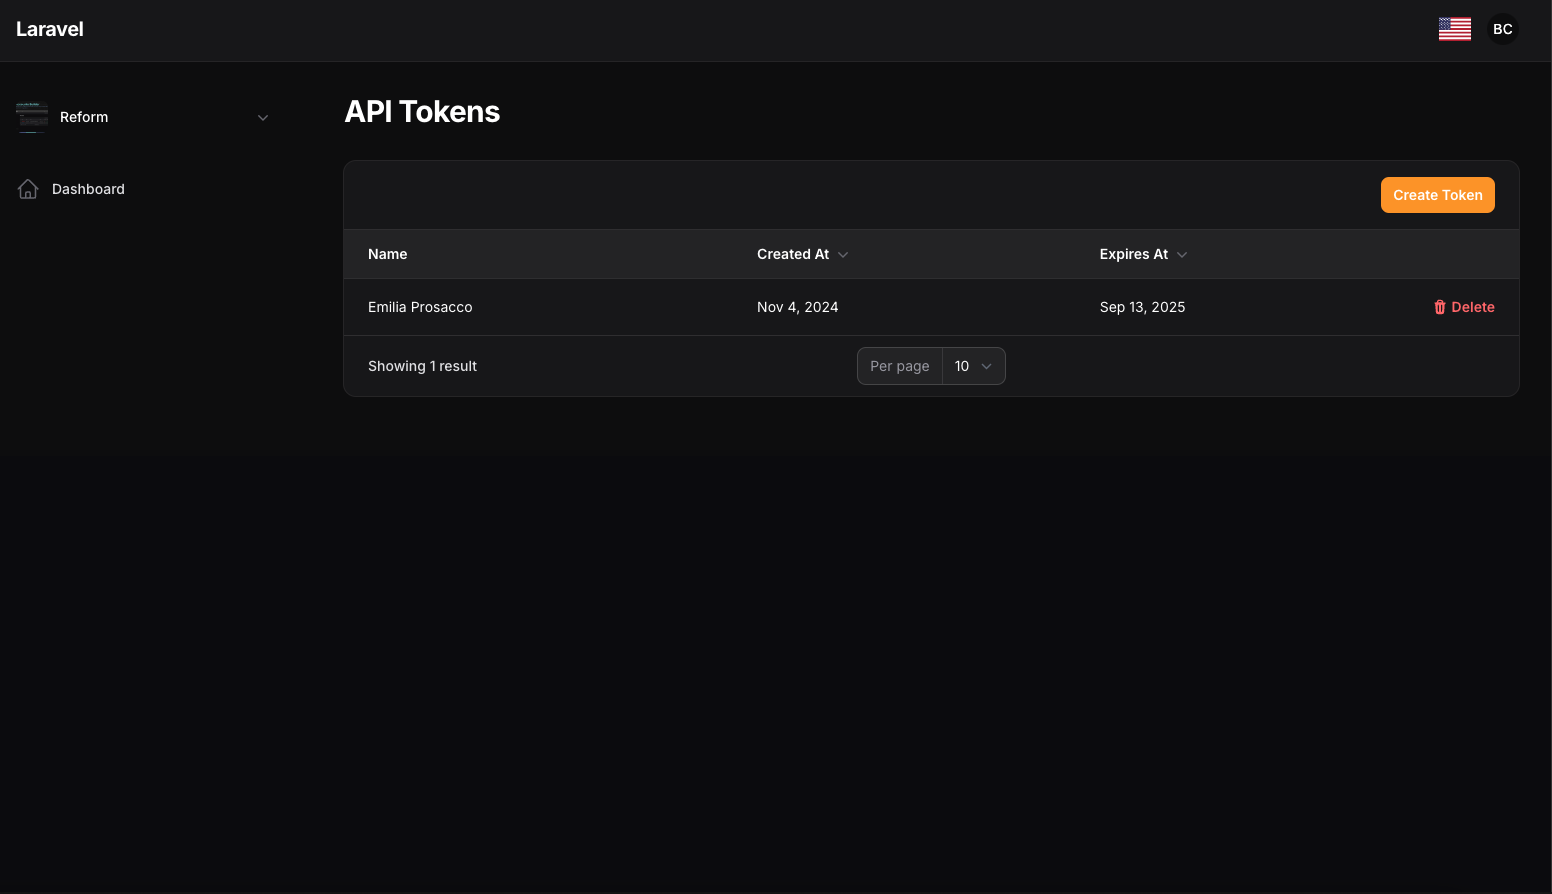 Laravel
BC
Reform
API Tokens
Dashboard
Create Token
Name Created At Expires At
Emilia Prosacco Nov 4, 2024 Sep 13, 2025 Delete
Showing 1 result Per page 10